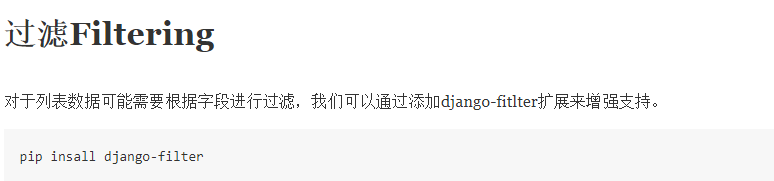 过滤Filtering
对于列表数据可能需要根据字段进行过滤，我们可以通过添加django-fitlter扩展来增强支持。
pip insall django-filter